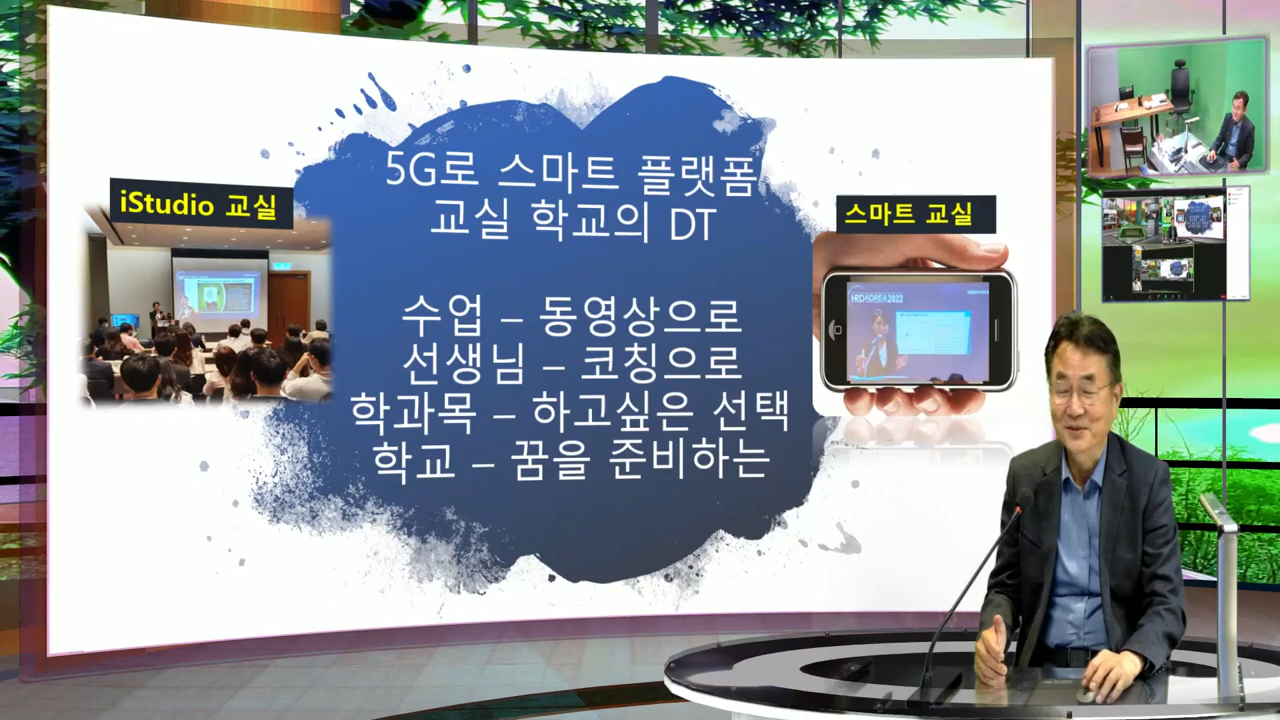 5G로 스마트 플랫폼
교실 학교의 DT
iStudio 교실
스마트 교실
HRD KOREA 2022
수업 – 동영상으로
선생님 – 코칭으로
학과목 – 하고싶은 선택
학교 – 꿈을 준비하는